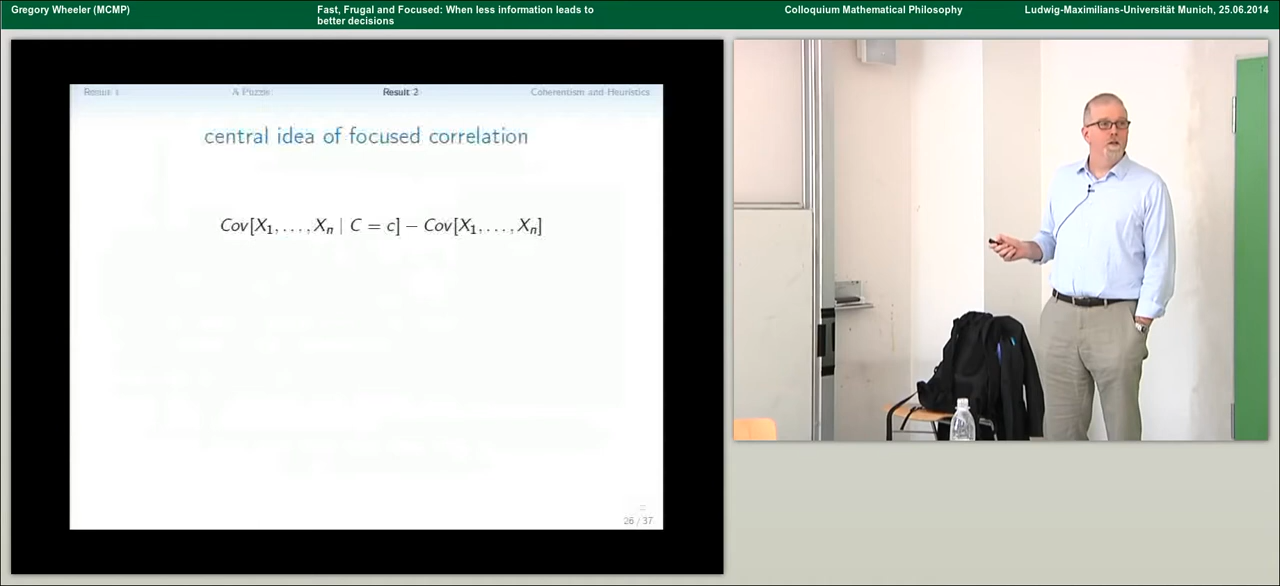 Gregory Wheeler (MCMP)
Fast, Frugal and Focused: When less information leads to
better decisions
Colloquium Mathematical Philosophy
Ludwig-Maximilians-Universität Munich, 25.06.2014
Result 1
A Puzzle
Result 2
Coherentism and Heuristics
central idea of focused correlation
Cov[X₁, . . . , Xₙ | C = c] − Cov[X₁, . . . , Xₙ]
26 / 37